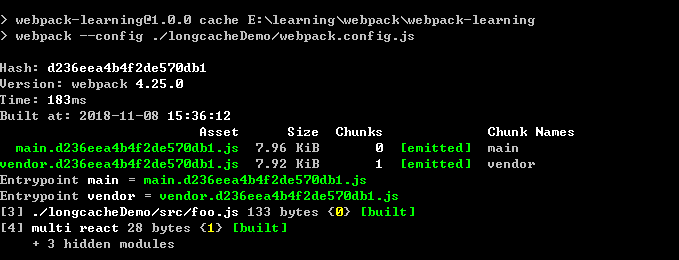 > webpack-learning@1.0.0 cache E:\learning\webpack\webpack-learning
> webpack --config ./longcacheDemo/webpack.config.js
Hash: d236eea4b4f2de570db1
Version: webpack 4.25.0
Time: 183ms
Built at: 2018-11-08 15:36:12
Asset Size Chunks Chunk Names
main.d236eea4b4f2de570db1.js 7.96 KiB 0 [emitted] main
vendor.d236eea4b4f2de570db1.js 7.92 KiB 1 [emitted] vendor
Entrypoint main = main.d236eea4b4f2de570db1.js
Entrypoint vendor = vendor.d236eea4b4f2de570db1.js
[3] ./longcacheDemo/src/foo.js 133 bytes {0} [built]
[4] multi react 28 bytes {1} [built]
+ 3 hidden modules